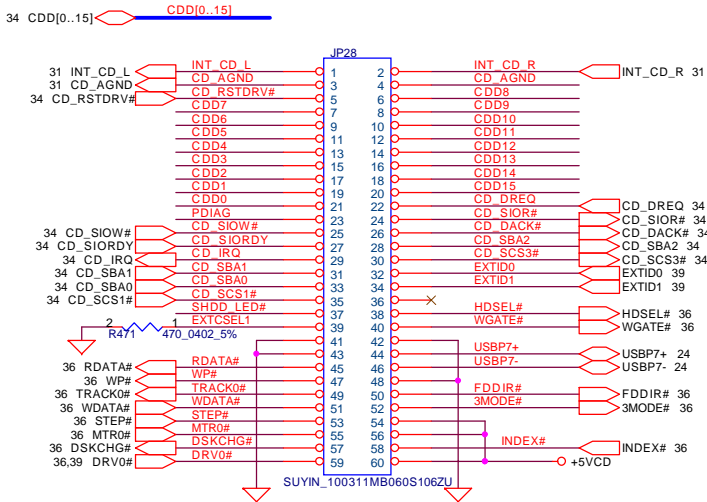 34 CDD[0..15] CDD[0..15]
JP28
31 INT_CD_L INT_CD_L 1 2 INT_CD_R INT_CD_R 31
31 CD_AGND CD_AGND 3 4 CD_AGND
34 CD_RSTDRV# CD_RSTDRV# 5 6 CDD8
CDD7 7 8 CDD9
CDD6 9 10 CDD10
CDD5 11 12 CDD11
CDD4 13 14 CDD12
CDD3 15 16 CDD13
CDD2 17 18 CDD14
CDD1 19 20 CDD15
CDD0 21 22 CD_DREQ CD_DREQ 34
PDIAG 23 24 CD_SIOR# CD_SIOR# 34
34 CD_SIOW# CD_SIOW# 25 26 CD_DACK# CD_DACK# 34
34 CD_SIORDY CD_SIORDY 27 28 CD_SBA2 CD_SBA2 34
34 CD_IRQ CD_IRQ 29 30 CD_SCS3# CD_SCS3# 34
34 CD_SBA1 CD_SBA1 31 32 EXTID0 EXTID0 39
34 CD_SBA0 CD_SBA0 33 34 EXTID1 EXTID1 39
34 CD_SCS1# CD_SCS1# 35 36
SHDD_LED# 37 38 HDSEL# HDSEL# 36
2 1 EXTCSEL1 39 40 WGATE# WGATE# 36
R471 470_0402_5%
41 42
43 44 USBP7+ USBP7+ 24
36 RDATA# RDATA# 45 46 USBP7- USBP7- 24
36 WP# WP# 47 48
36 TRACK0# TRACK0# 49 50 FDDIR# FDDIR# 36
36 WDATA# WDATA# 51 52 3MODE# 3MODE# 36
36 STEP# STEP# 53 54
36 MTR0# MTR0# 55 56
36 DSKCHG# DSKCHG# 57 58 INDEX# INDEX# 36
36,39 DRV0# DRV0# 59 60 +5VCD
SUYIN_100311MB060S106ZU